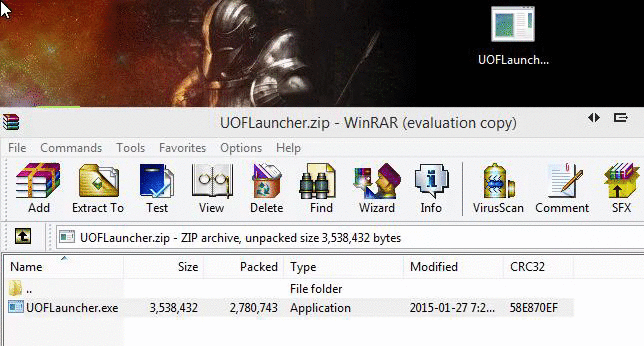 UOFLaunch...
UOFLauncher.zip - WinRAR (evaluation copy)
File Commands Tools Favorites Options Help
Add Extract To Test View Delete Find Wizard Info VirusScan Comment SFX
UOFLauncher.zip - ZIP archive, unpacked size 3,538,432 bytes
Name Size Packed Type Modified CRC32
.. File folder
UOFLauncher.exe 3,538,432 2,780,743 Application 2015-01-27 7:2... 58E870EF